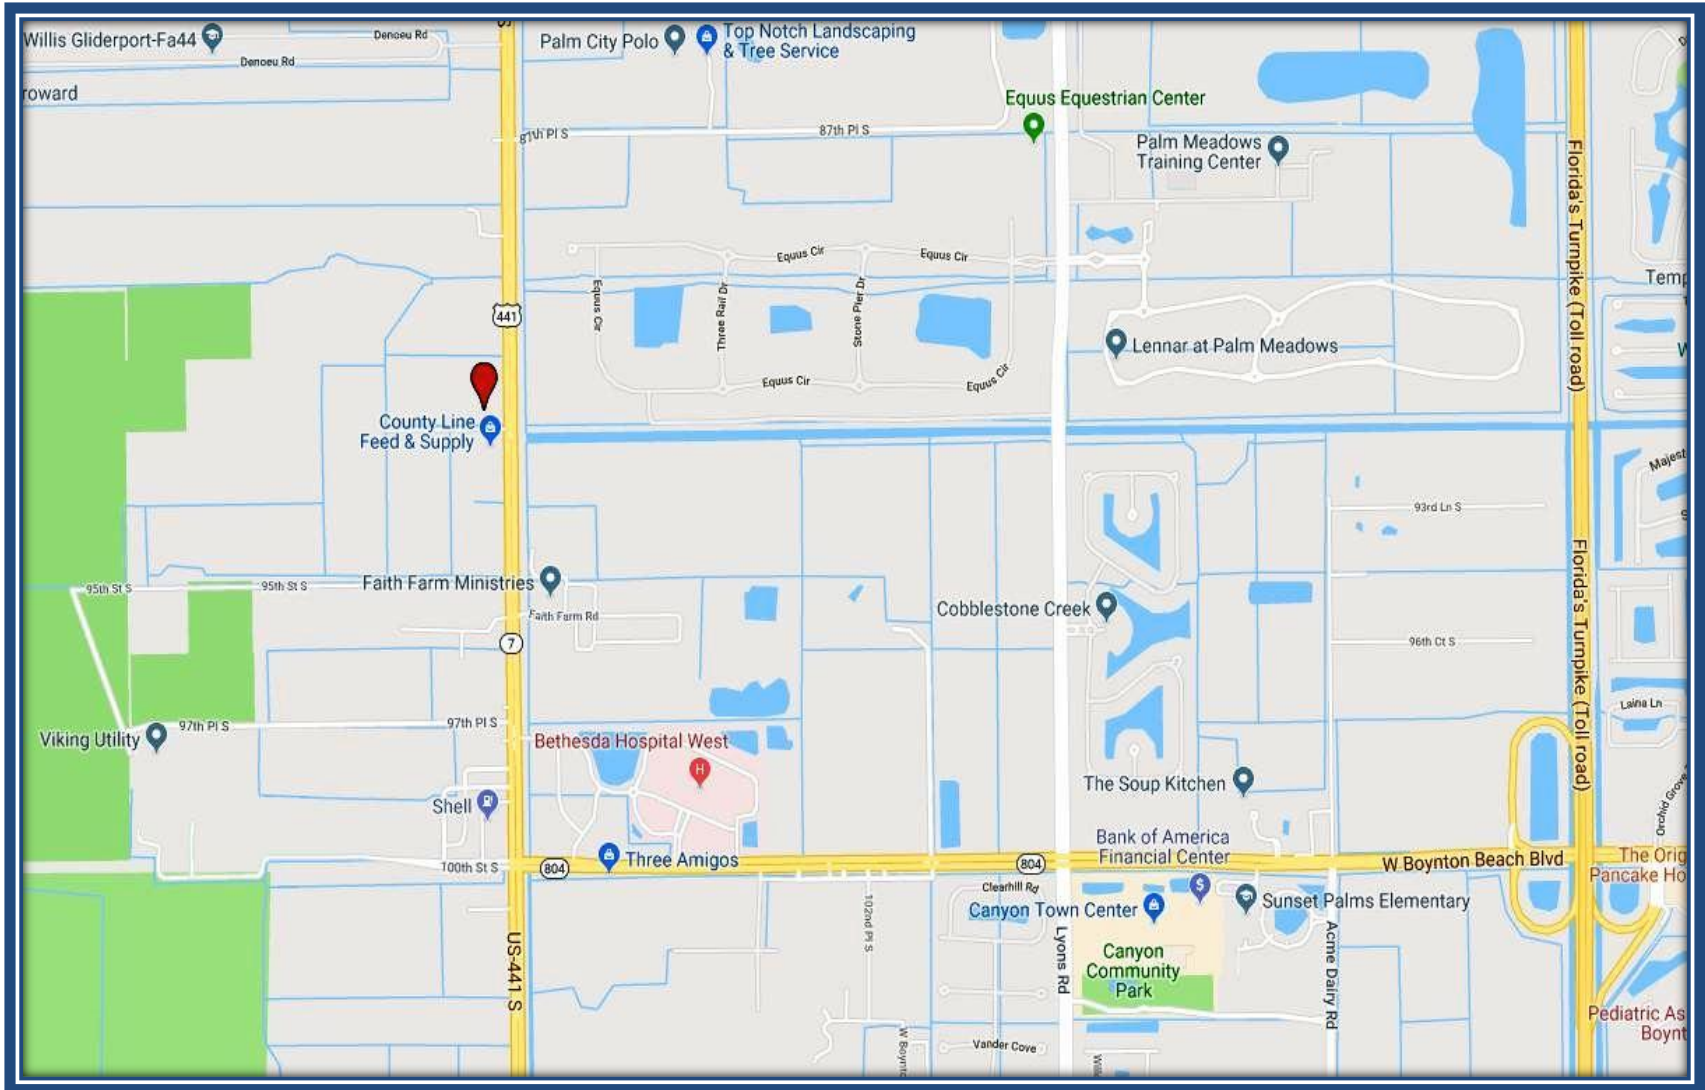 S
Willis Gliderport-Fa44
Denoeu Rd
Denoeu Rd
roward
Palm City Polo
Top Notch Landscaping
& Tree Service
Equus Equestrian Center
87th Pl S
87th Pl S
Palm Meadows
Training Center
Florida's Turnpike (Toll road)
Equus Cir
Equus Cir
Equus Cir
Three Rail Dr
Stone Pier Dr
Temp
441
Lennar at Palm Meadows
W
Equus Cir
Equus Cir
County Line
Feed & Supply
Majest
93rd Ln S
S
Florida's Turnpike (Toll road)
95th St S
95th St S
Faith Farm Ministries
Faith Farm Rd
Cobblestone Creek
7
96th Ct S
Laina Ln
97th Pl S
97th Pl S
Viking Utility
Bethesda Hospital West
H
The Soup Kitchen
Shell
Orchid Grove
Bank of America
Financial Center
100th St S
804
Three Amigos
804
W Boynton Beach Blvd
The Orig
Pancake Ho
Clearhill Rd
$
Canyon Town Center
Sunset Palms Elementary
102nd Pl S
US-441 S
Lyons Rd
Acme Dairy Rd
Canyon
Community
Park
Pediatric As
Boynt
W Boynto
Vander Cove